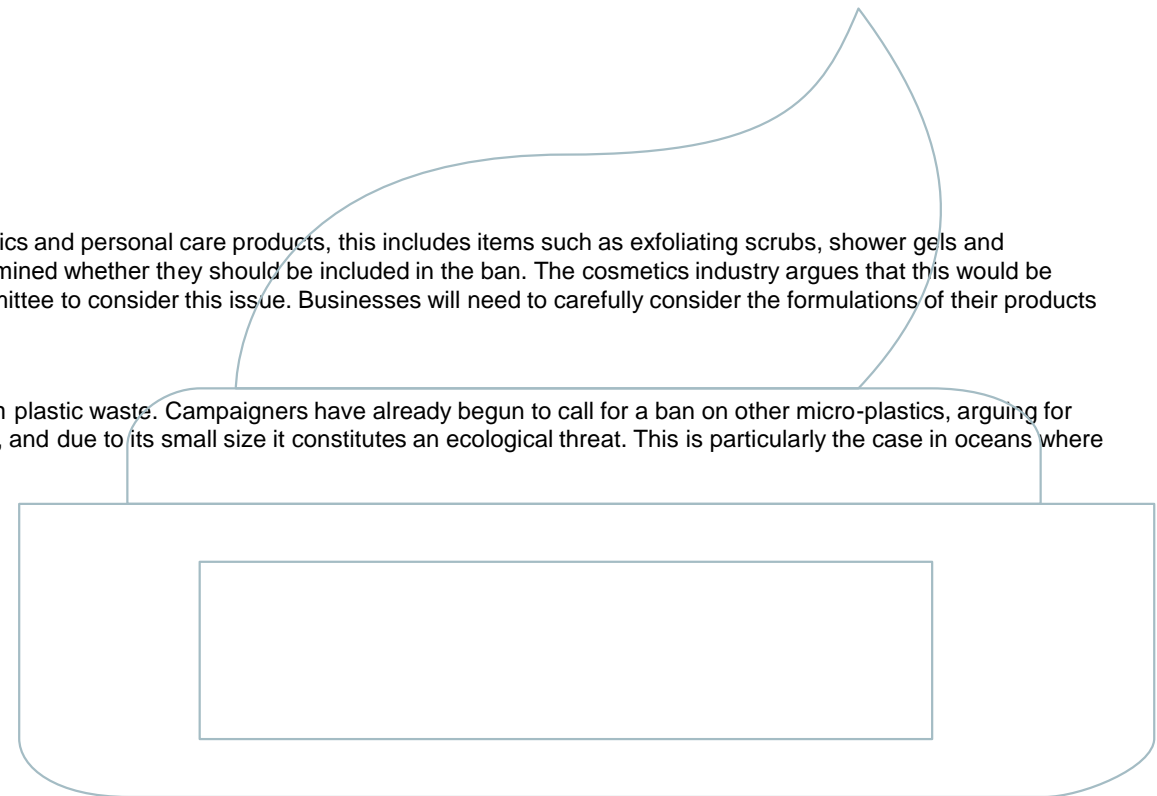 ics and personal care products, this includes items such as exfoliating scrubs, shower gels and
mined whether they should be included in the ban. The cosmetics industry argues that this would be
mittee to consider this issue. Businesses will need to carefully consider the formulations of their products
plastic waste. Campaigners have already begun to call for a ban on other micro-plastics, arguing for
, and due to its small size it constitutes an ecological threat. This is particularly the case in oceans where